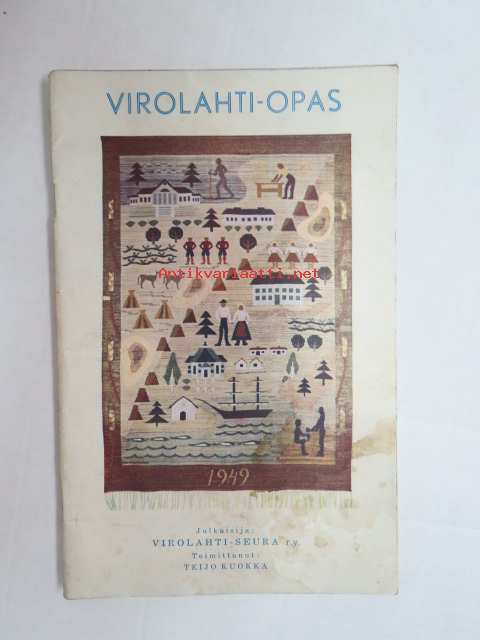 VIROLAHTI-OPAS
Antikvariaatti.net
1949
Julkaisija:
VIROLAHTI-SEURA r.y.
Toimittanut:
TEIJO KUOKKA